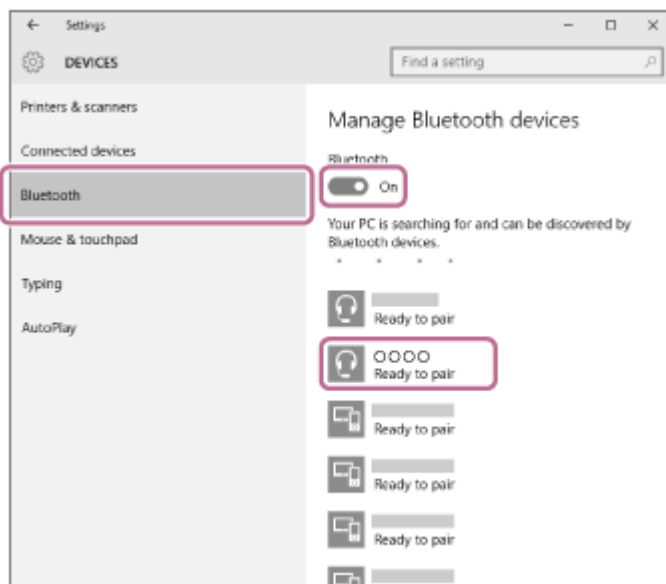 Settings
DEVICES
Find a setting
Printers & scanners
Connected devices
Bluetooth
Mouse & touchpad
Typing
AutoPlay
Manage Bluetooth devices
Bluetooth
On
Your PC is searching for and can be discovered by
Bluetooth devices.
Ready to pair
OOOO
Ready to pair
Ready to pair
Ready to pair
Ready to pair